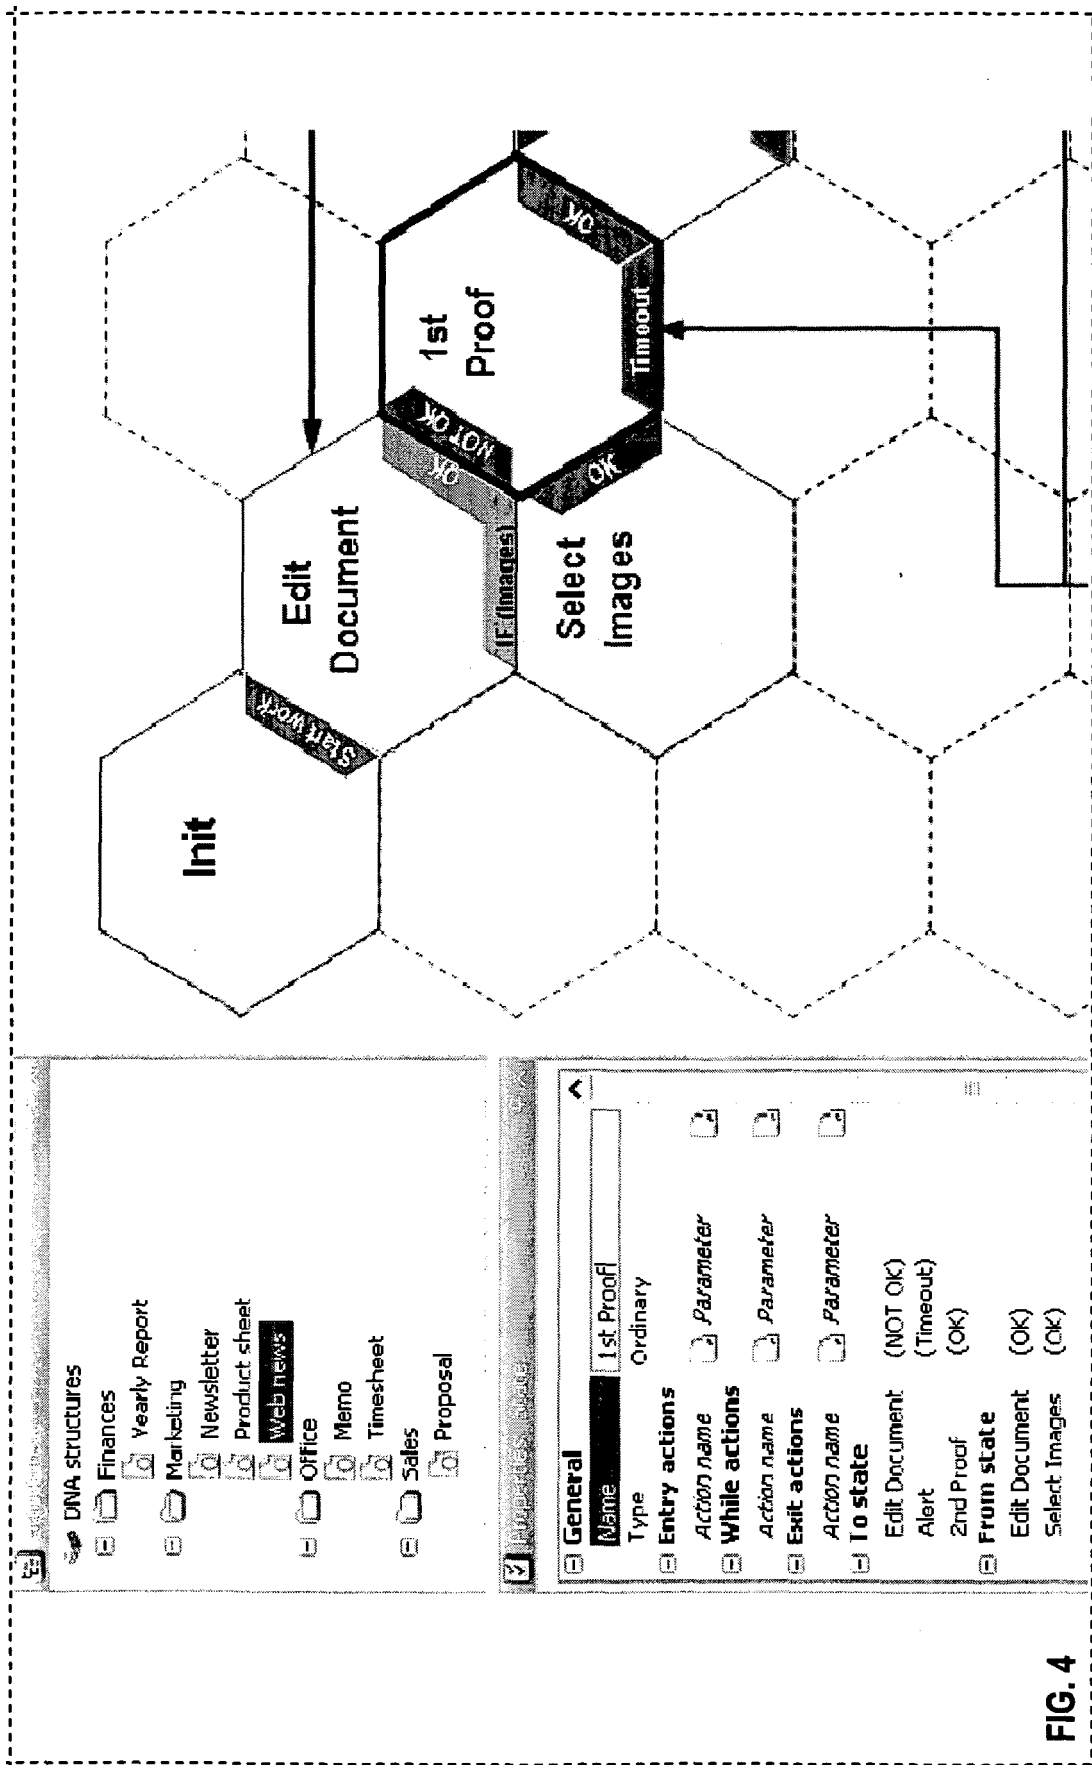 DNA structures
Finances
Yearly Report
Marketing
Newsletter
Product sheet
Web news
Office
Memo
Timesheet
Sales
Proposal
General
Name 1st Proof
Type Ordinary
Entry actions
Action name Parameter
While actions
Action name Parameter
Exit actions
Action name Parameter
To state
Edit Document (NOT OK)
Alert (Timeout)
2nd Proof (OK)
From state
Edit Document (OK)
Select Images (OK)
Init
Start work
Edit
Document
OK
IF (Images)
Select
Images
OK
1st
Proof
NOT OK
OK
Timeout
FIG. 4